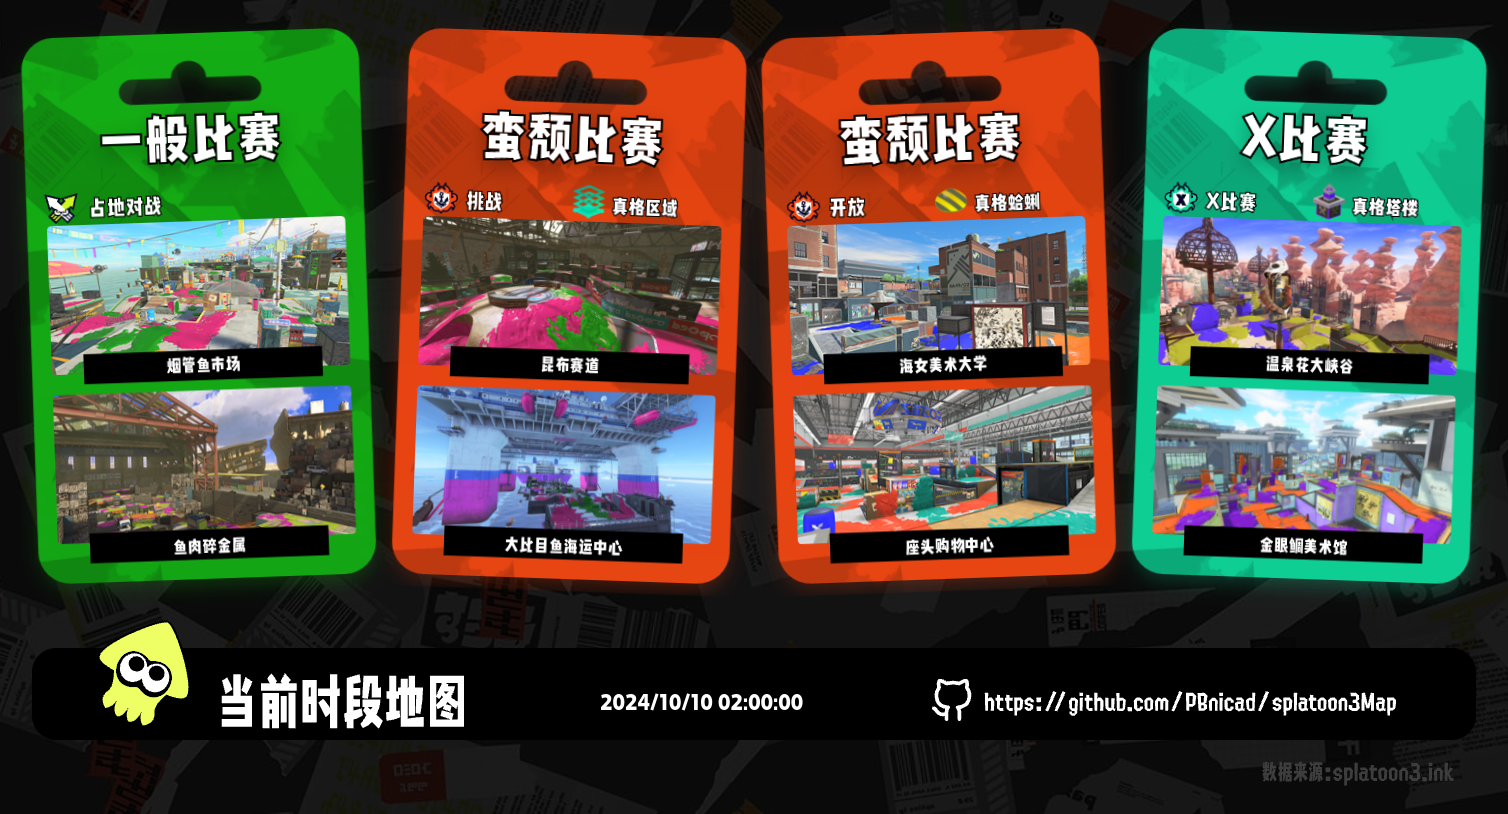 一般比赛
占地对战
烟管鱼市场
鱼肉碎金属
蛮颓比赛
挑战
真格区域
昆布赛道
大比目鱼海运中心
蛮颓比赛
开放
真格蛤蜊
海女美术大学
座头购物中心
X比赛
X比赛
真格塔楼
温泉花大峡谷
金眼鲷美术馆
当前时段地图
2024/10/10 02:00:00
https://github.com/PBnicad/splatoon3Map
数据来源:splatoon3.ink